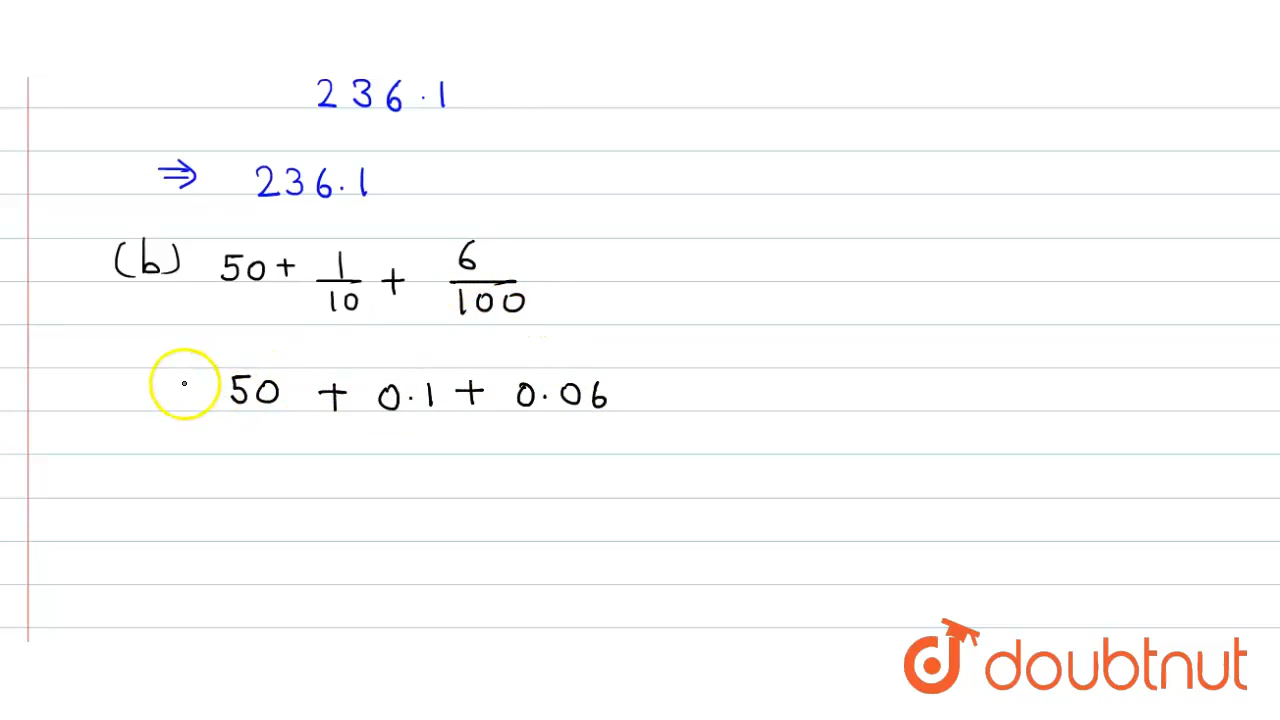 236.1
⇒ 236.1
(b) 50 + 1/10 + 6/100
50 + 0.1 + 0.06
doubtnut